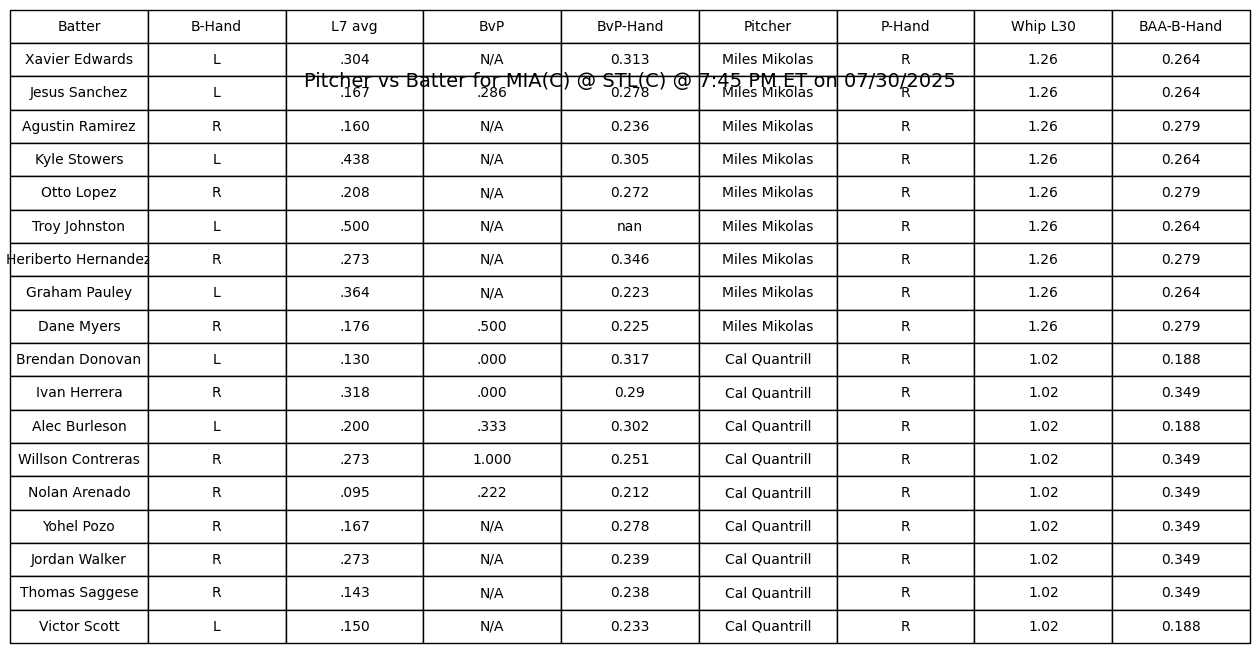 Batter B-Hand L7 avg BvP BvP-Hand Pitcher P-Hand Whip L30 BAA-B-Hand
Xavier Edwards L .304 N/A 0.313 Miles Mikolas R 1.26 0.264
Pitcher vs Batter for MIA(C) @ STL(C) @ 7:45 PM ET on 07/30/2025
Jesus Sanchez L .167 .286 0.278 Miles Mikolas R 1.26 0.264
Agustin Ramirez R .160 N/A 0.236 Miles Mikolas R 1.26 0.279
Kyle Stowers L .438 N/A 0.305 Miles Mikolas R 1.26 0.264
Otto Lopez R .208 N/A 0.272 Miles Mikolas R 1.26 0.279
Troy Johnston L .500 N/A nan Miles Mikolas R 1.26 0.264
Heriberto Hernandez R .273 N/A 0.346 Miles Mikolas R 1.26 0.279
Graham Pauley L .364 N/A 0.223 Miles Mikolas R 1.26 0.264
Dane Myers R .176 .500 0.225 Miles Mikolas R 1.26 0.279
Brendan Donovan L .130 .000 0.317 Cal Quantrill R 1.02 0.188
Ivan Herrera R .318 .000 0.29 Cal Quantrill R 1.02 0.349
Alec Burleson L .200 .333 0.302 Cal Quantrill R 1.02 0.188
Willson Contreras R .273 1.000 0.251 Cal Quantrill R 1.02 0.349
Nolan Arenado R .095 .222 0.212 Cal Quantrill R 1.02 0.349
Yohel Pozo R .167 N/A 0.278 Cal Quantrill R 1.02 0.349
Jordan Walker R .273 N/A 0.239 Cal Quantrill R 1.02 0.349
Thomas Saggese R .143 N/A 0.238 Cal Quantrill R 1.02 0.349
Victor Scott L .150 N/A 0.233 Cal Quantrill R 1.02 0.188